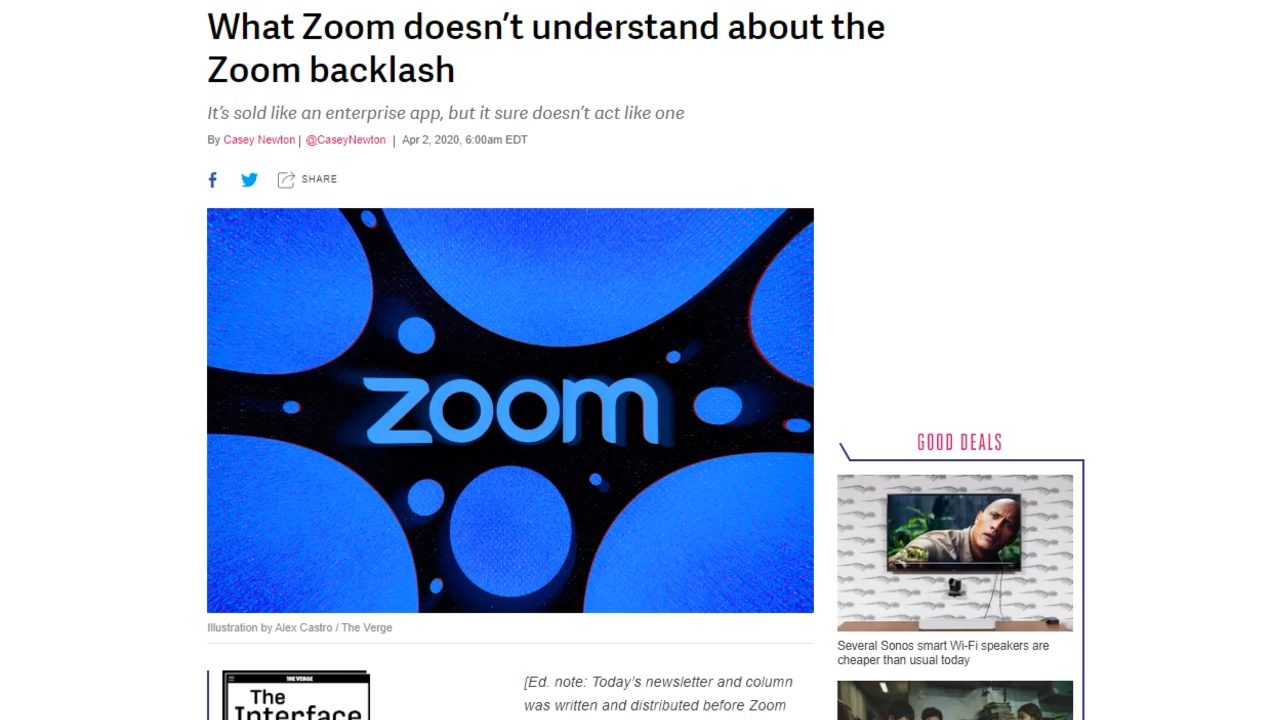 What Zoom doesn’t understand about the
Zoom backlash
It’s sold like an enterprise app, but it sure doesn’t act like one
By Casey Newton | @CaseyNewton | Apr 2, 2020, 6:00am EDT
SHARE
zoom
Illustration by Alex Castro / The Verge
GOOD DEALS
Several Sonos smart Wi-Fi speakers are
cheaper than usual today
THE VERGE
The
Interface
[Ed. note: Today’s newsletter and column
was written and distributed before Zoom